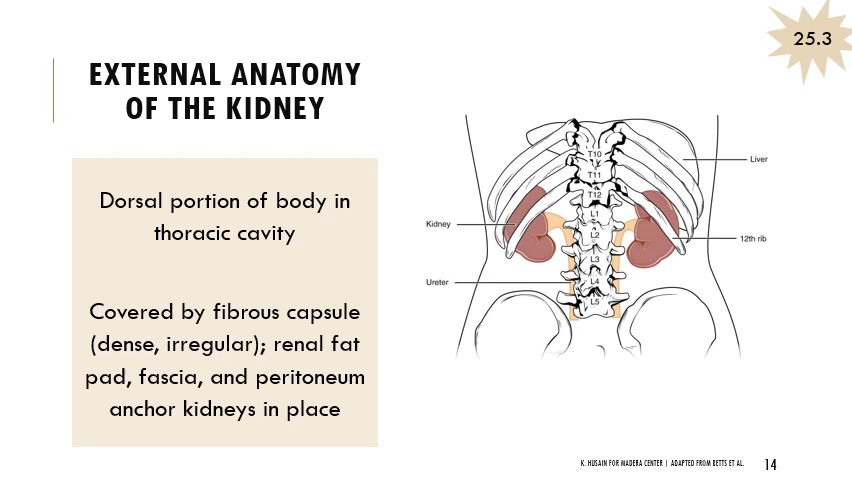 25.3
EXTERNAL ANATOMY
OF THE KIDNEY
Dorsal portion of body in
thoracic cavity
Covered by fibrous capsule
(dense, irregular); renal fat
pad, fascia, and peritoneum
anchor kidneys in place
T10
T11
T12
L1
L2
L3
L4
L5
Liver
Kidney
12th rib
Ureter
K. HUSAIN FOR MADERA CENTER | ADAPTED FROM BETTS ET AL.
14